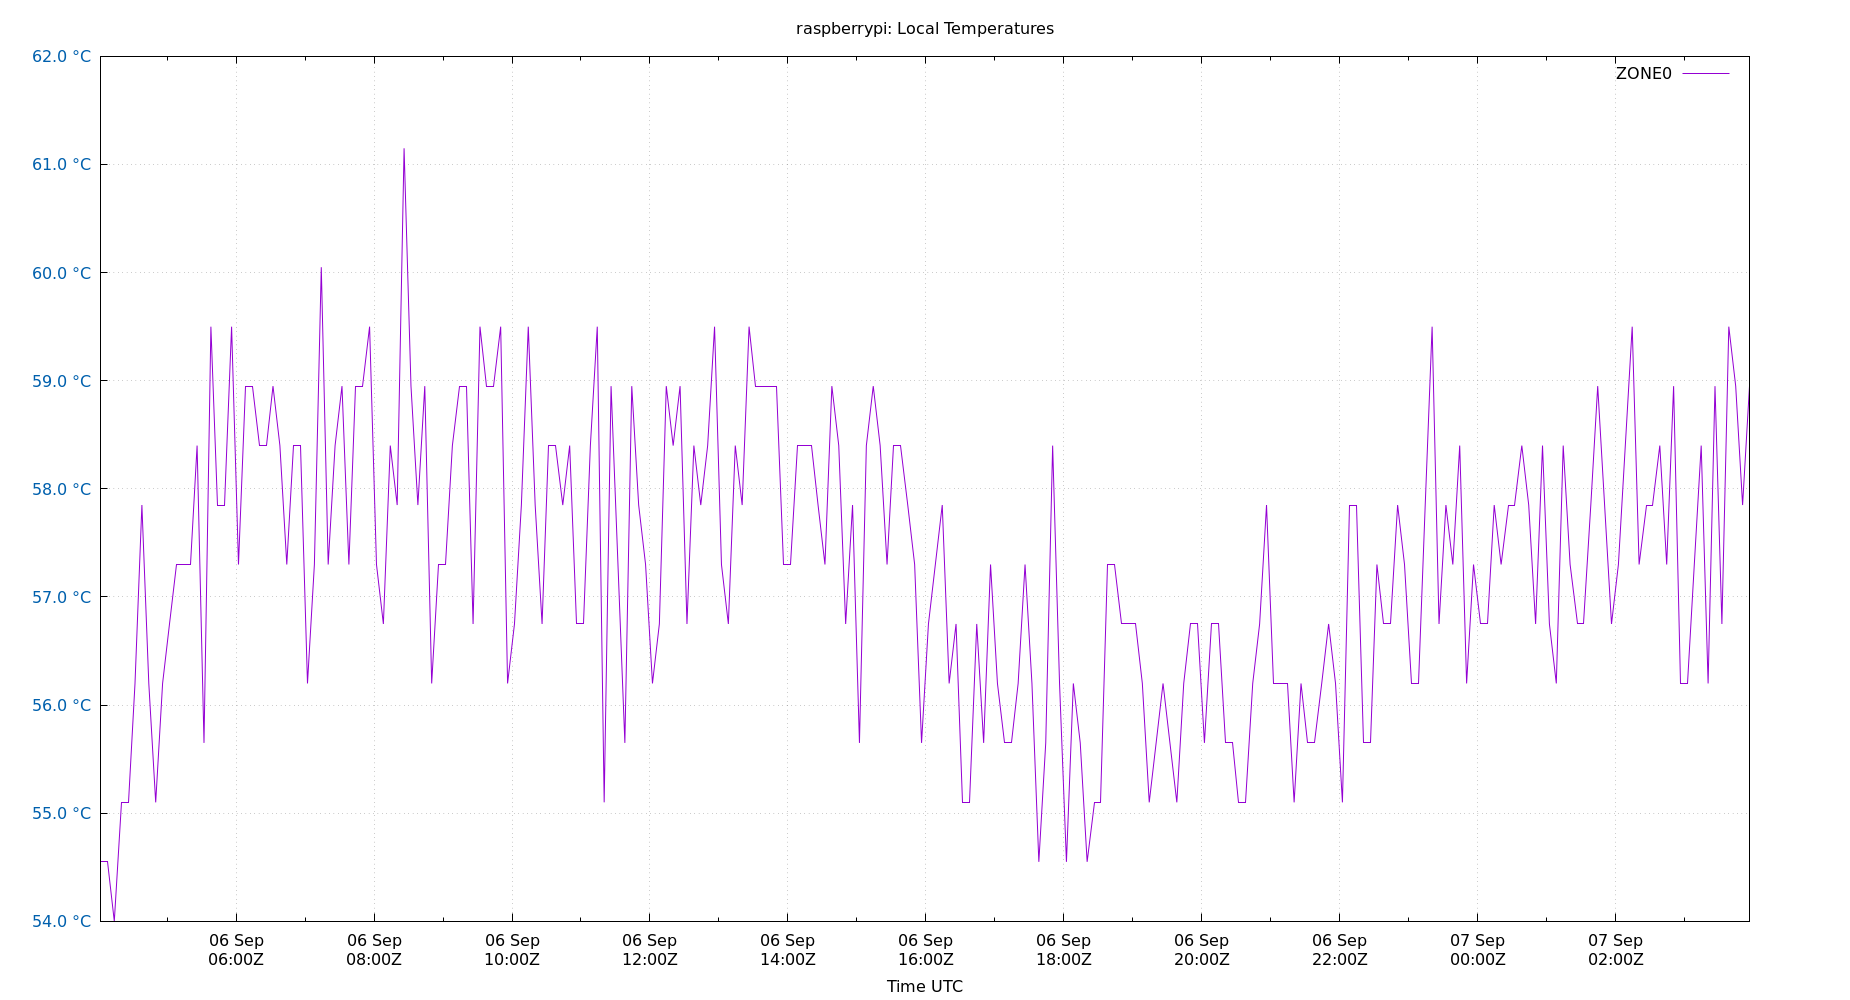 raspberrypi: Local Temperatures
62.0 °C
ZONE0
61.0 °C
60.0 °C
59.0 °C
58.0 °C
57.0 °C
56.0 °C
55.0 °C
54.0 °C
06 Sep 06 Sep 06 Sep 06 Sep 06 Sep 06 Sep 06 Sep 06 Sep 06 Sep 07 Sep 07 Sep
06:00Z 08:00Z 10:00Z 12:00Z 14:00Z 16:00Z 18:00Z 20:00Z 22:00Z 00:00Z 02:00Z
Time UTC